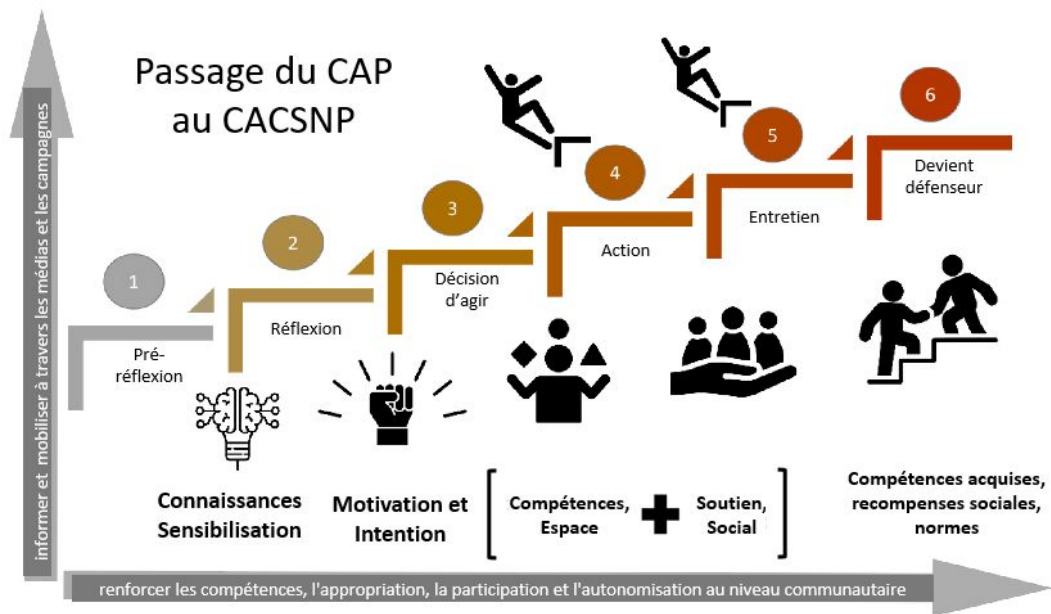 Passage du CAP
au CACSNP
informer et mobiliser à travers les médias et les campagnes
1
Pré-
réflexion
2
Réflexion
3
Décision
d'agir
4
Action
5
Entretien
6
Devient
défenseur
Connaissances
Sensibilisation
Motivation et
Intention
Compétences,
Espace
Soutien,
Social
Compétences acquises,
recompenses sociales,
normes
renforcer les compétences, l'appropriation, la participation et l'autonomisation au niveau communautaire